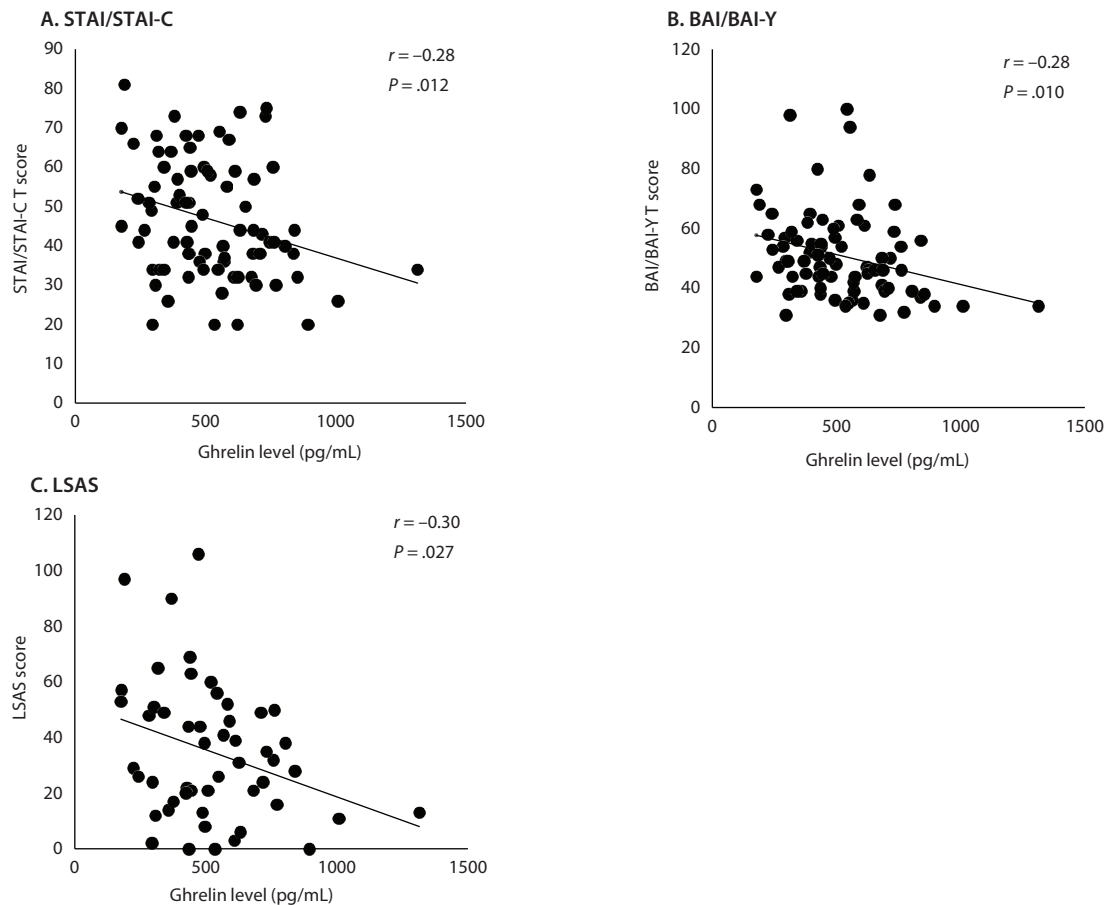 A. STAI/STAI-C
r = –0.28
P = .012
90
80
70
60
50
40
30
20
10
0
STAI/STAI-C T score
0 500 1000 1500
Ghrelin level (pg/mL)
B. BAI/BAI-Y
r = –0.28
P = .010
120
100
80
60
40
20
0
BAI/BAI-Y T score
0 500 1000 1500
Ghrelin level (pg/mL)
C. LSAS
r = –0.30
P = .027
120
100
80
60
40
20
0
LSAS score
0 500 1000 1500
Ghrelin level (pg/mL)